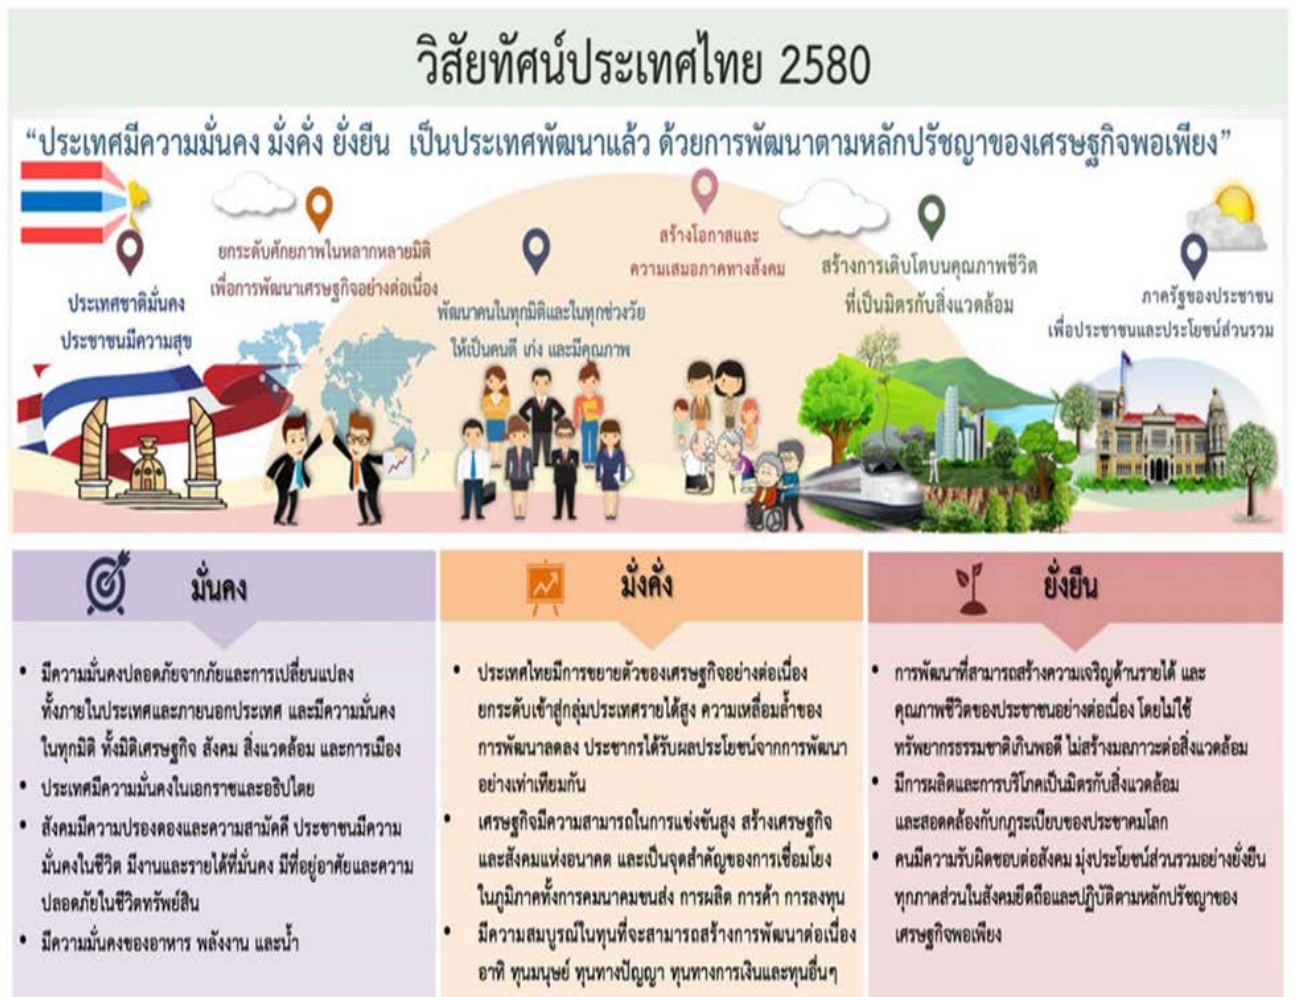 วิสัยทัศน์ประเทศไทย 2580
“ประเทศมีความมั่นคง มั่งคั่ง ยั่งยืน เป็นประเทศพัฒนาแล้ว ด้วยการพัฒนาตามหลักปรัชญาของเศรษฐกิจพอเพียง”
ประเทศชาติมั่นคง
ประชาชนมีความสุข
ยกระดับศักยภาพในหลากหลายมิติ
เพื่อการพัฒนาเศรษฐกิจอย่างต่อเนื่อง
พัฒนาคนในทุกมิติและในทุกช่วงวัย
ให้เป็นคนดี เก่ง และมีคุณภาพ
สร้างโอกาสและ
ความเสมอภาคทางสังคม
สร้างการเติบโตบนคุณภาพชีวิต
ที่เป็นมิตรกับสิ่งแวดล้อม
ภาครัฐของประชาชน
เพื่อประชาชนและประโยชน์ส่วนรวม
มั่นคง
• มีความมั่นคงปลอดภัยจากภัยและการเปลี่ยนแปลง
ทั้งภายในประเทศและภายนอกประเทศ และมีความมั่นคง
ในทุกมิติ ทั้งมิติเศรษฐกิจ สังคม สิ่งแวดล้อม และการเมือง
• ประเทศมีความมั่นคงในเอกราชและอธิปไตย
• สังคมมีความปรองดองและความสามัคคี ประชาชนมีความ
มั่นคงในชีวิต มีงานและรายได้ที่มั่นคง มีที่อยู่อาศัยและความ
ปลอดภัยในชีวิตทรัพย์สิน
• มีความมั่นคงของอาหาร พลังงาน และน้ำ
มั่งคั่ง
• ประเทศไทยมีการขยายตัวของเศรษฐกิจอย่างต่อเนื่อง
ยกระดับเข้าสู่กลุ่มประเทศรายได้สูง ความเหลื่อมล้ำของ
การพัฒนาลดลง ประชากรได้รับผลประโยชน์จากการพัฒนา
อย่างเท่าเทียมกัน
• เศรษฐกิจมีความสามารถในการแข่งขันสูง สร้างเศรษฐกิจ
และสังคมแห่งอนาคต และเป็นจุดสำคัญของการเชื่อมโยง
ในภูมิภาคทั้งการคมนาคมขนส่ง การผลิต การค้า การลงทุน
• มีความสมบูรณ์ในทุนที่จะสามารถสร้างการพัฒนาต่อเนื่อง
อาทิ ทุนมนุษย์ ทุนทางปัญญา ทุนทางการเงินและทุนอื่นๆ
ยั่งยืน
• การพัฒนาที่สามารถสร้างความเจริญด้านรายได้ และ
คุณภาพชีวิตของประชาชนอย่างต่อเนื่อง โดยไม่ใช้
ทรัพยากรธรรมชาติเกินพอดี ไม่สร้างมลภาวะต่อสิ่งแวดล้อม
• มีการผลิตและการบริโภคเป็นมิตรกับสิ่งแวดล้อม
และสอดคล้องกับกฎระเบียบของประชาคมโลก
• คนมีความรับผิดชอบต่อสังคม มุ่งประโยชน์ส่วนรวมอย่างยั่งยืน
ทุกภาคส่วนในสังคมยึดถือและปฏิบัติตามหลักปรัชญาของ
เศรษฐกิจพอเพียง